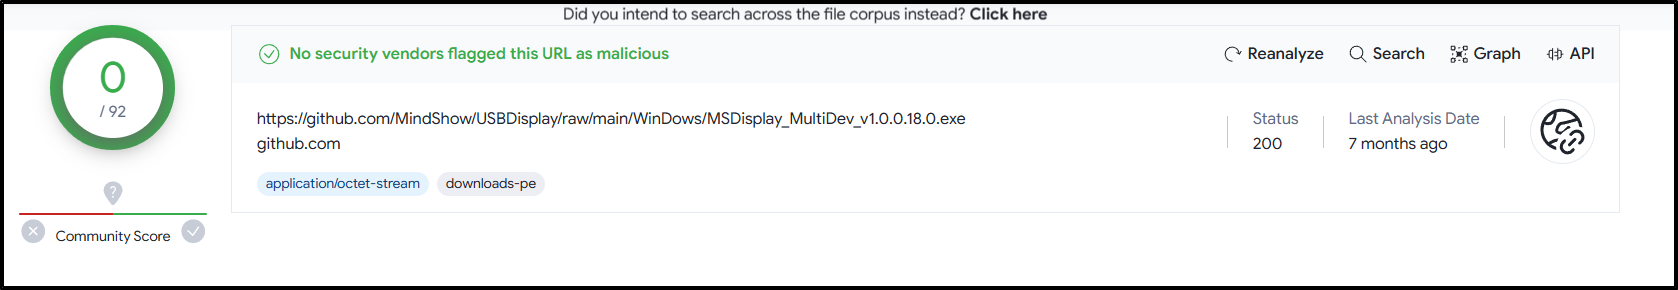 Did you intend to search across the file corpus instead? Click here
0
/ 92
Community Score
No security vendors flagged this URL as malicious
Reanalyze Search Graph API
https://github.com/MindShow/USBDisplay/raw/main/WinDows/MSDisplay_MultiDev_v1.0.0.18.0.exe
github.com
application/octet-stream downloads-pe
Status
200
Last Analysis Date
7 months ago